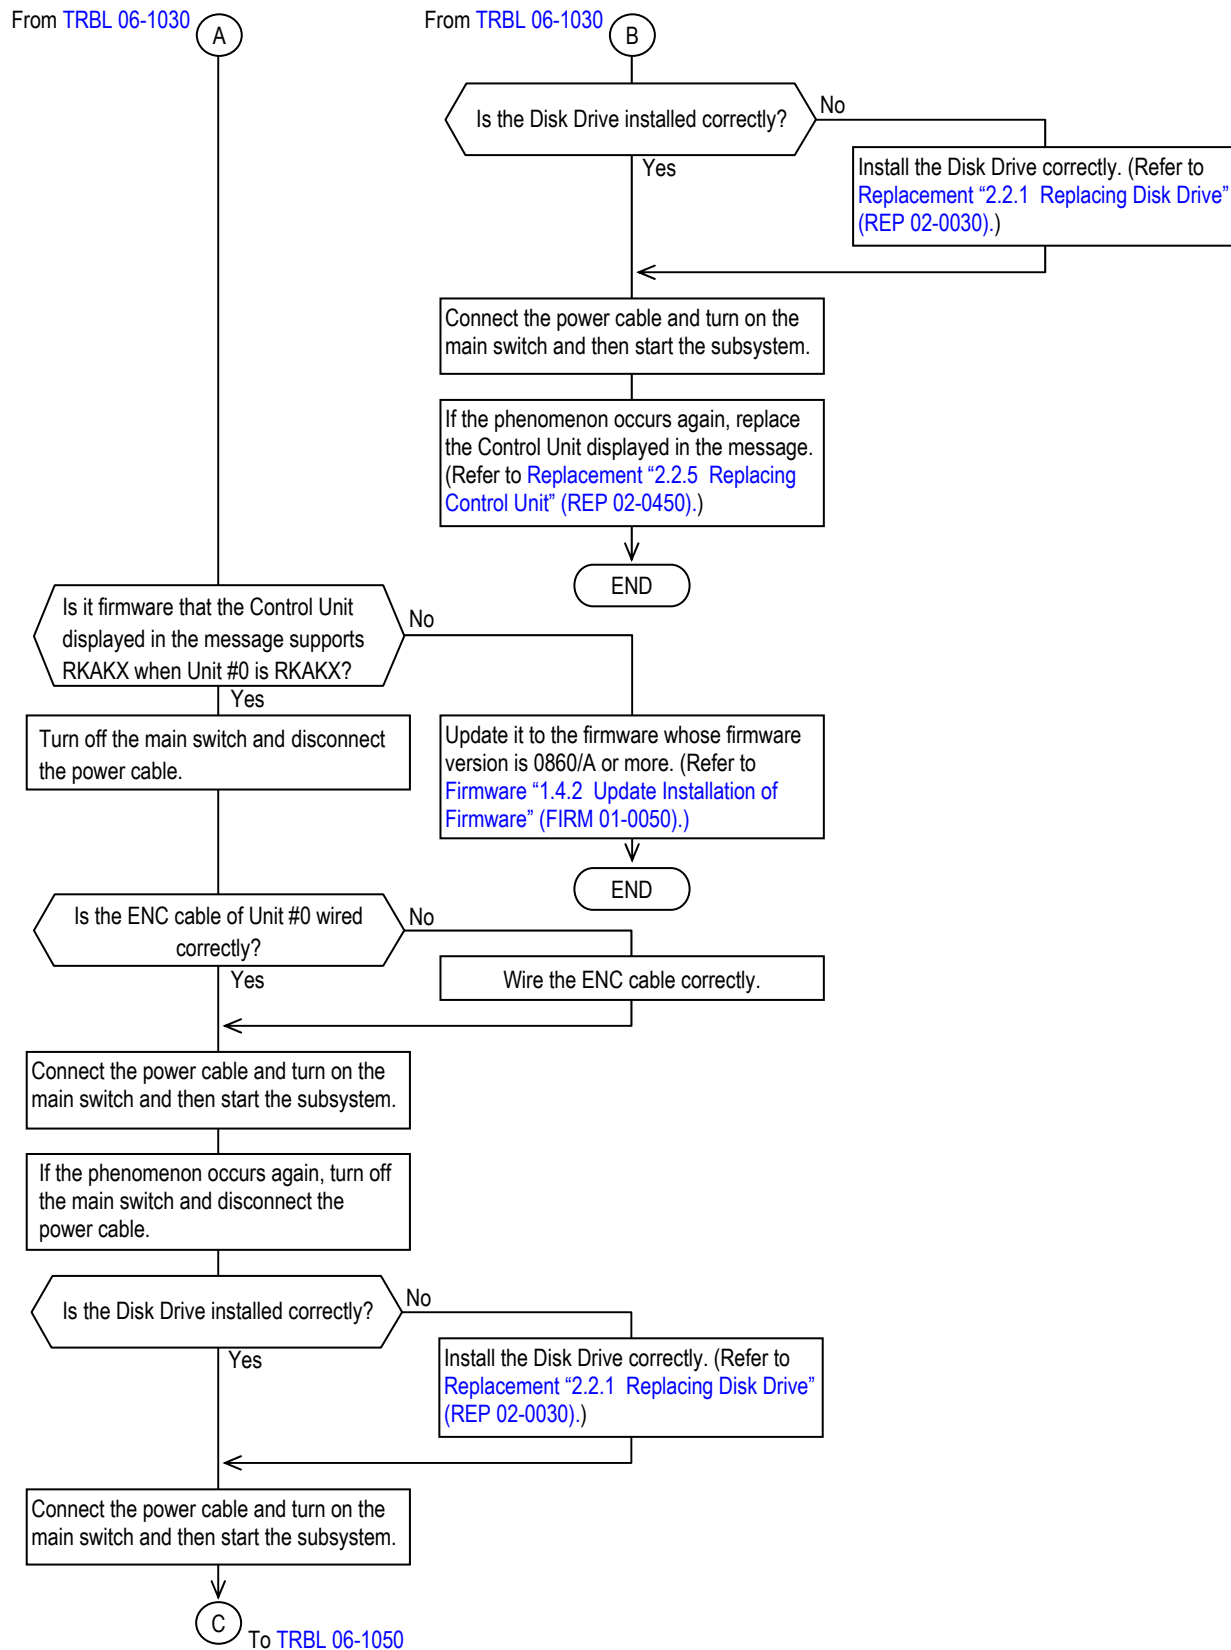 From TRBL 06-1030
A
From TRBL 06-1030
B
Is the Disk Drive installed correctly?
No
Yes
Install the Disk Drive correctly. (Refer to
Replacement “2.2.1 Replacing Disk Drive”
(REP 02-0030).)
Connect the power cable and turn on the
main switch and then start the subsystem.
If the phenomenon occurs again, replace
the Control Unit displayed in the message.
(Refer to Replacement “2.2.5 Replacing
Control Unit” (REP 02-0450).)
END
Is it firmware that the Control Unit
displayed in the message supports
RKAKX when Unit #0 is RKAKX?
No
Yes
Turn off the main switch and disconnect
the power cable.
Update it to the firmware whose firmware
version is 0860/A or more. (Refer to
Firmware “1.4.2 Update Installation of
Firmware” (FIRM 01-0050).)
END
Is the ENC cable of Unit #0 wired
correctly?
No
Yes
Wire the ENC cable correctly.
Connect the power cable and turn on the
main switch and then start the subsystem.
If the phenomenon occurs again, turn off
the main switch and disconnect the
power cable.
Is the Disk Drive installed correctly?
No
Yes
Install the Disk Drive correctly. (Refer to
Replacement “2.2.1 Replacing Disk Drive”
(REP 02-0030).)
Connect the power cable and turn on the
main switch and then start the subsystem.
C
To TRBL 06-1050